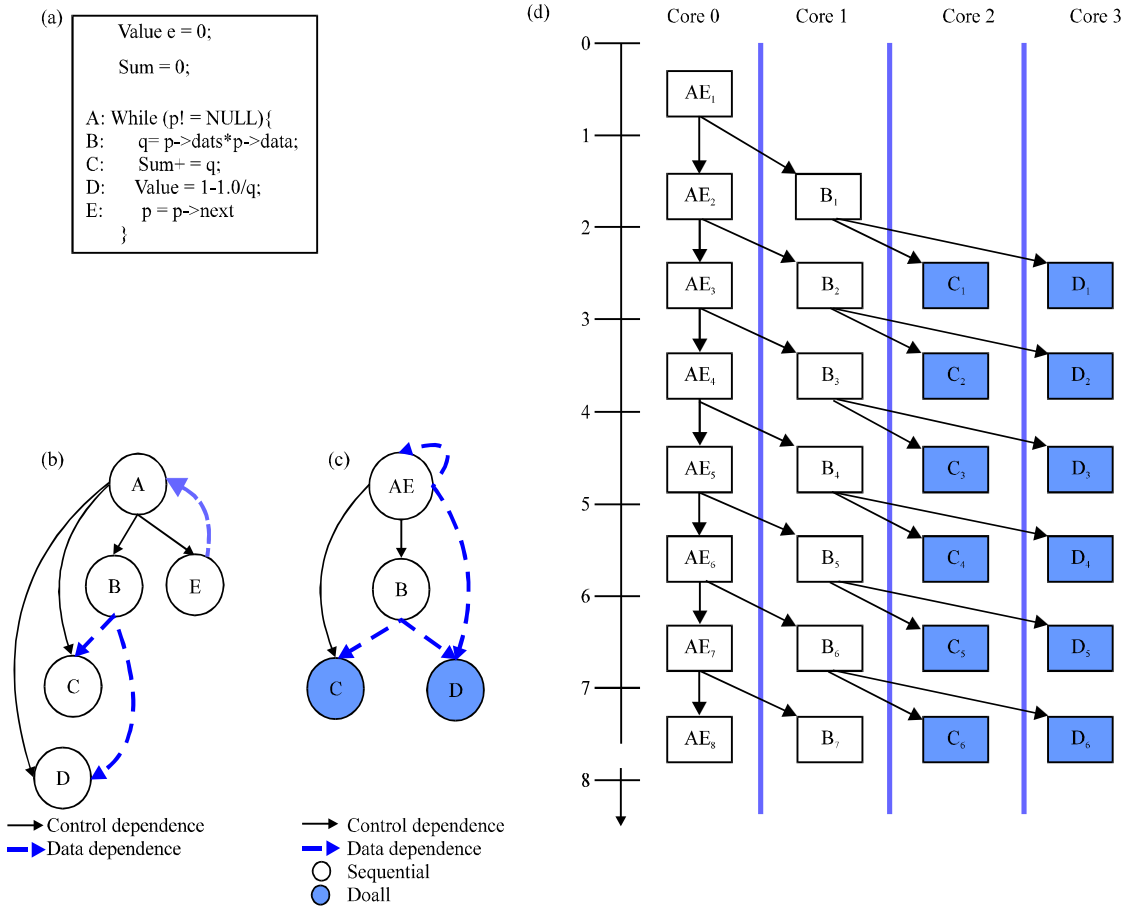 (a)
Value e = 0;
Sum = 0;
A: While (p! = NULL){
B: q= p->dats*p->data;
C: Sum+ = q;
D: Value = 1-1.0/q;
E: p = p->next
}
(b)
A
B
E
C
D
Control dependence
Data dependence
(c)
AE
B
C
D
Control dependence
Data dependence
Sequential
Doall
(d)
Core 0 Core 1 Core 2 Core 3
0
AE₁
1
AE₂ B₁
2
AE₃ B₂ C₁ D₁
3
AE₄ B₃ C₂ D₂
4
AE₅ B₄ C₃ D₃
5
AE₆ B₅ C₄ D₄
6
AE₇ B₆ C₅ D₅
7
AE₈ B₇ C₆ D₆
8